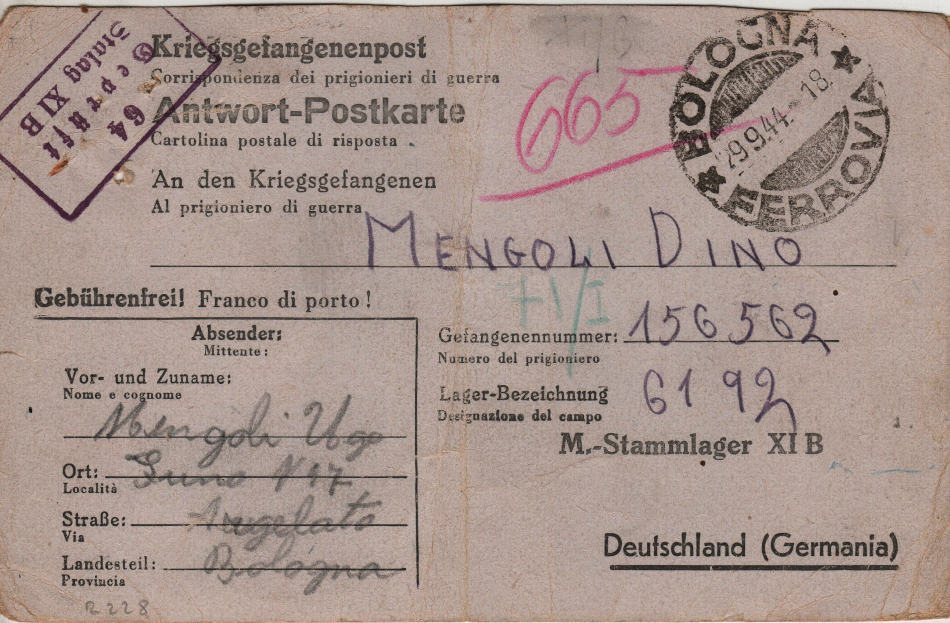 Kriegsgefangenenpost
Corrispondenza dei prigionieri di guerra
Antwort-Postkarte
Cartolina postale di risposta
An den Kriegsgefangenen
Al prigioniero di guerra
64
Geprüft
Stalag XI B
665
BOLOGNA
29.9.44.-18.
FERROVIA
MENGOLI DINO
Gebührenfrei! Franco di porto!
Absender:
Mittente:
Vor- und Zuname:
Nome e cognome
Mengoli Ugo
Ort: N 17
Località
Straße: Argelato
Via
Landesteil: Bologna
Provincia
R 228
Gefangenennummer: 156562
Numero del prigioniero
Lager-Bezeichnung 6192
Designazione del campo
M.-Stammlager XI B
Deutschland (Germania)